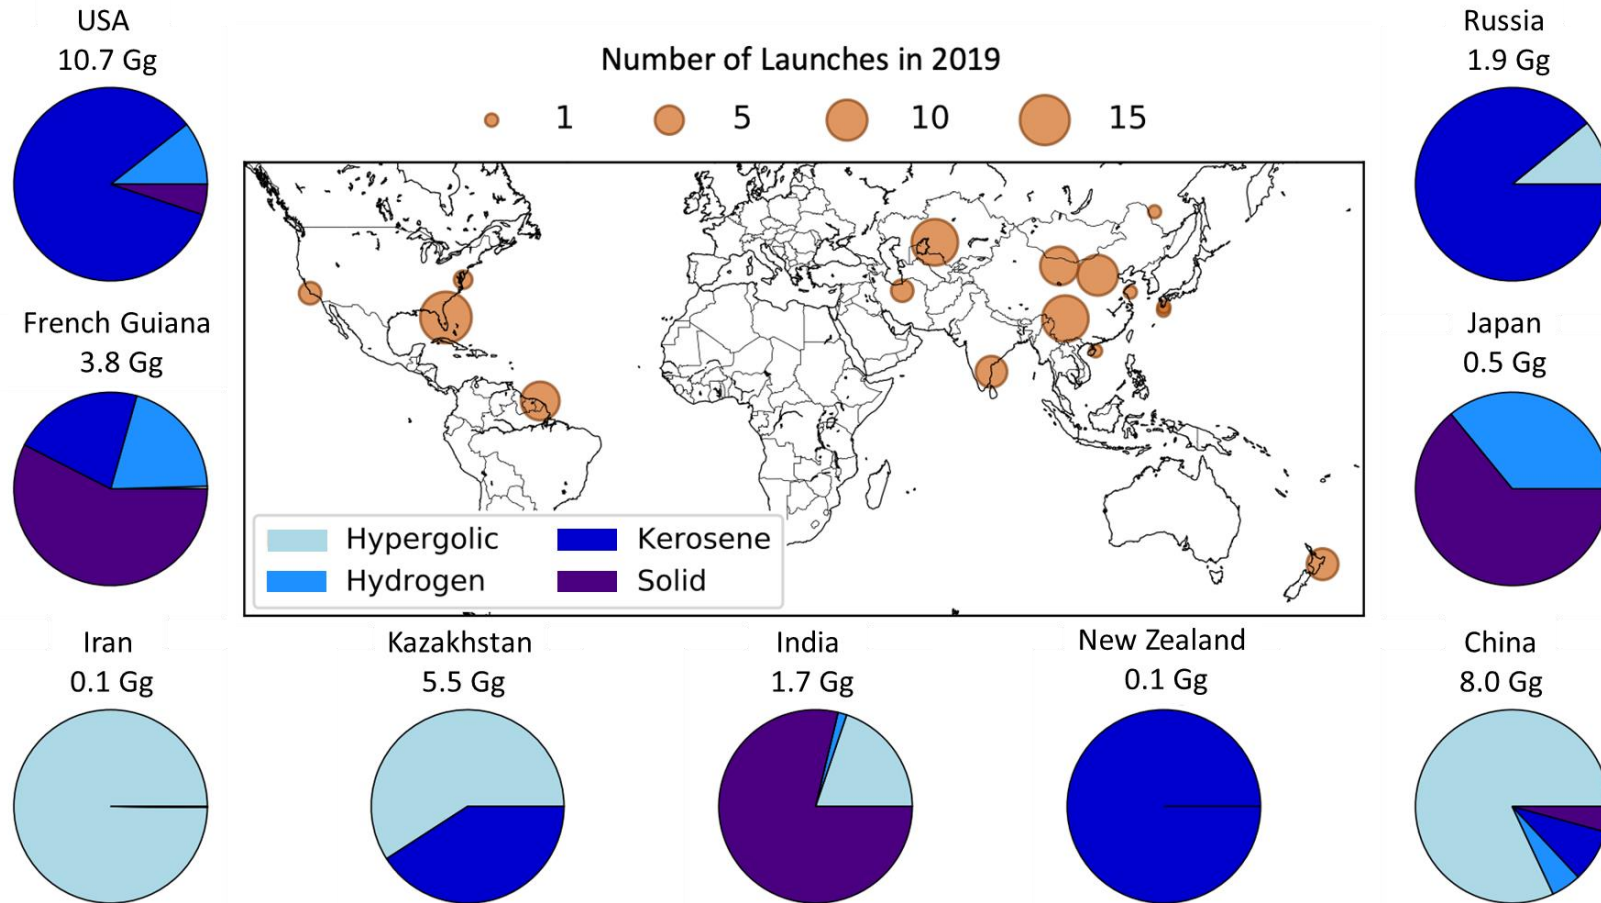 USA
10.7 Gg
Russia
1.9 Gg
Number of Launches in 2019
1 5 10 15
French Guiana
3.8 Gg
Japan
0.5 Gg
Hypergolic Kerosene
Hydrogen Solid
Iran
0.1 Gg
Kazakhstan
5.5 Gg
India
1.7 Gg
New Zealand
0.1 Gg
China
8.0 Gg